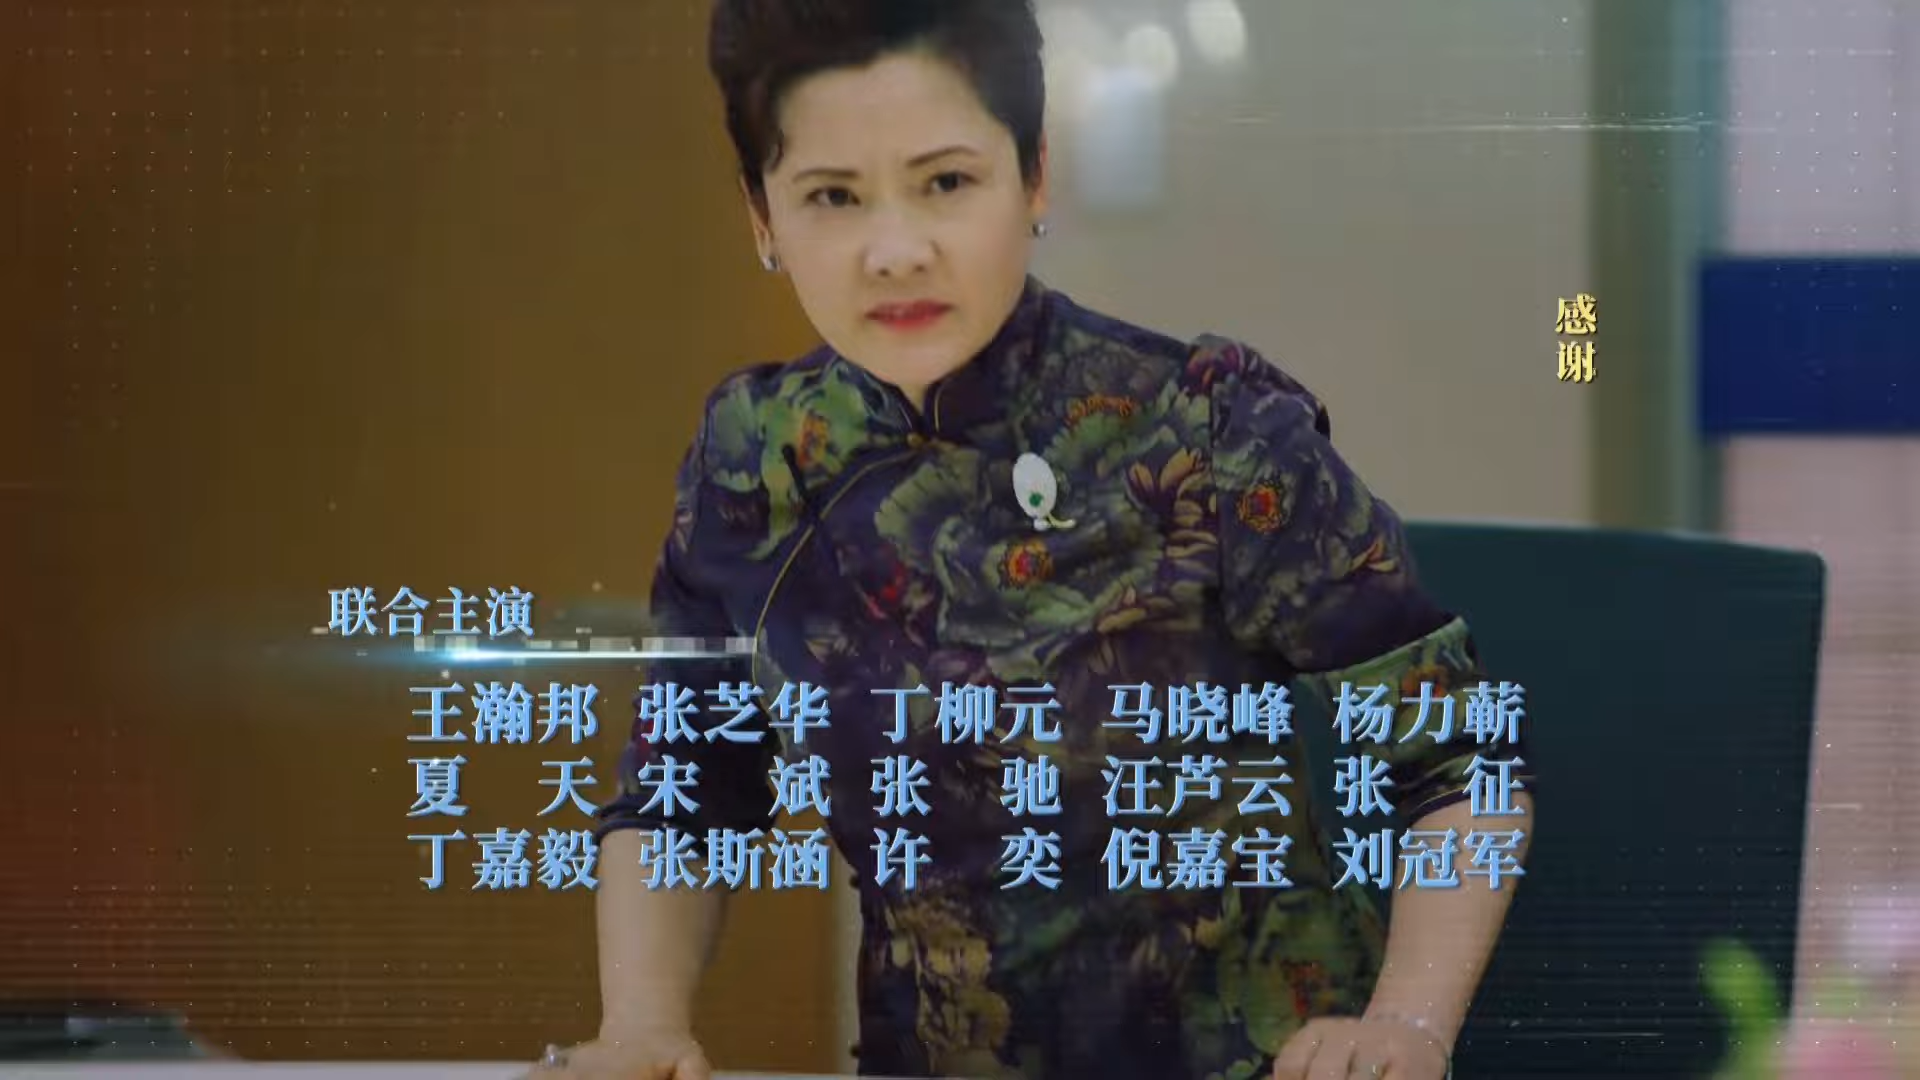 感谢
联合主演
王瀚邦 张芝华 丁柳元 马晓峰 杨力蕲
夏天 宋斌 张驰 汪芦云 张征
丁嘉毅 张斯涵 许奕 倪嘉宝 刘冠军